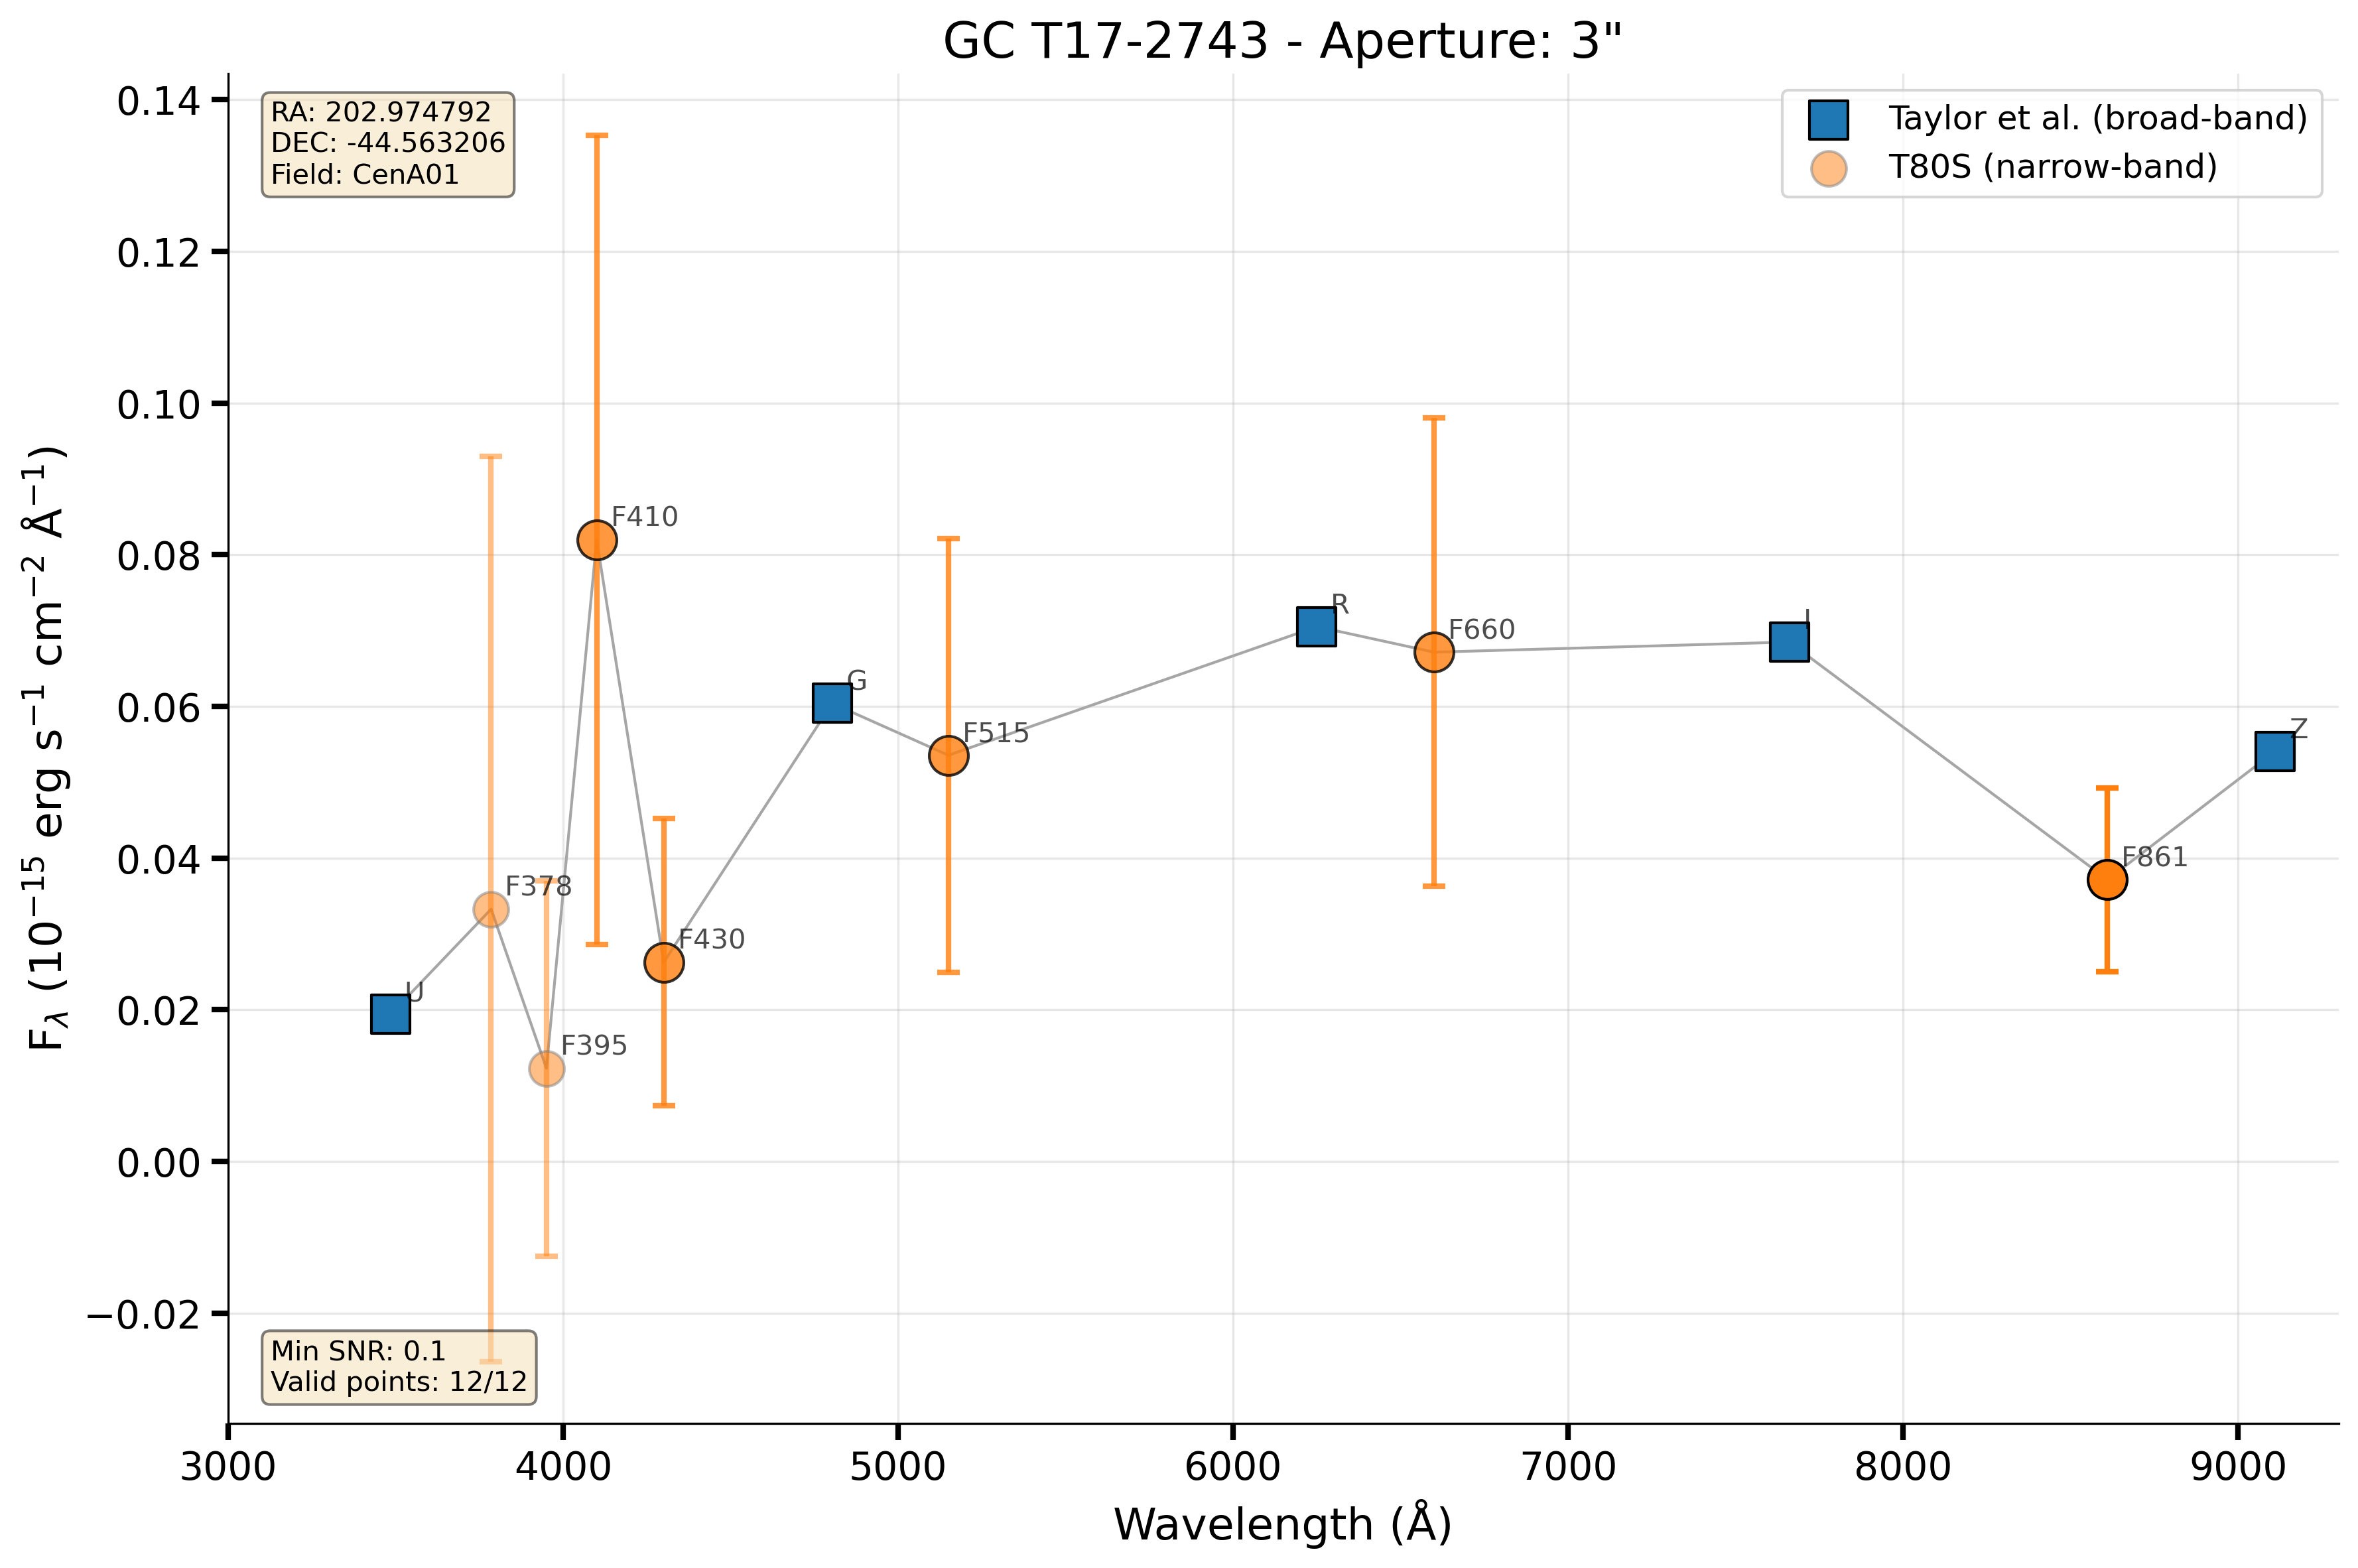 GC T17-2743 - Aperture: 3"
RA: 202.974792
DEC: -44.563206
Field: CenA01
Taylor et al. (broad-band)
T80S (narrow-band)
F_λ (10⁻¹⁵ erg s⁻¹ cm⁻² Å⁻¹)
0.14
0.12
0.10
0.08
0.06
0.04
0.02
0.00
−0.02
U
F378
F395
F410
F430
G
F515
R
F660
I
F861
Z
Min SNR: 0.1
Valid points: 12/12
3000
4000
5000
6000
7000
8000
9000
Wavelength (Å)